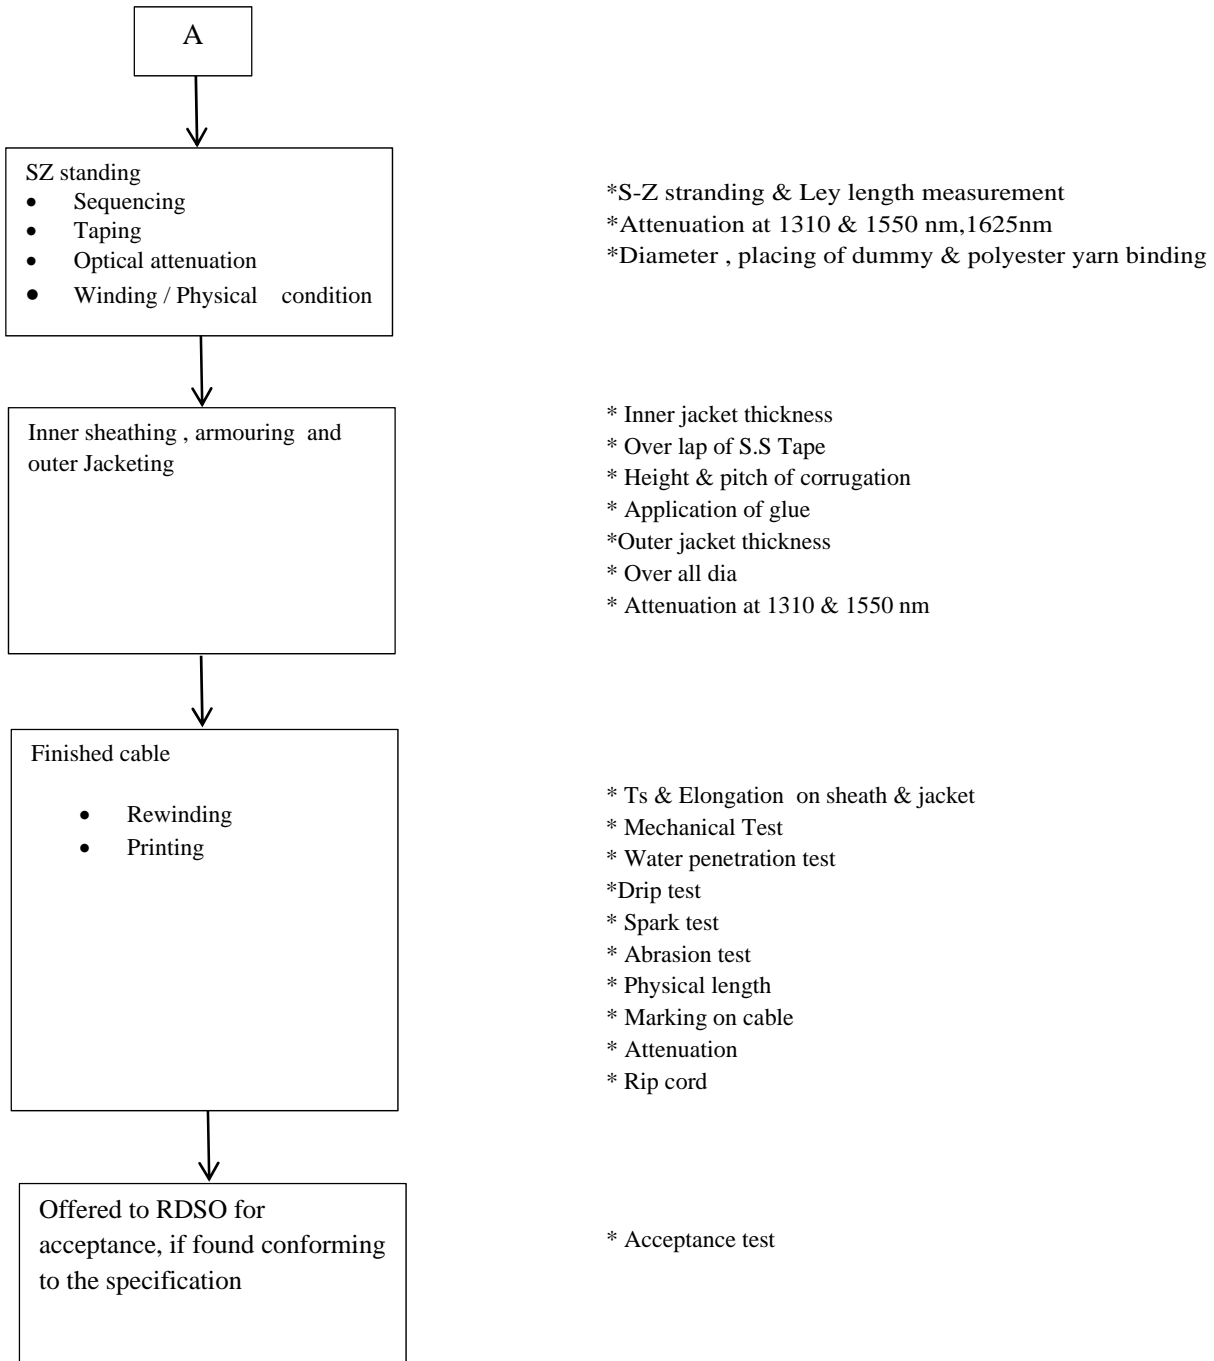 A
SZ standing
• Sequencing
• Taping
• Optical attenuation
• Winding / Physical condition
*S-Z stranding & Ley length measurement
*Attenuation at 1310 & 1550 nm,1625nm
*Diameter , placing of dummy & polyester yarn binding
Inner sheathing , armouring and
outer Jacketing
* Inner jacket thickness
* Over lap of S.S Tape
* Height & pitch of corrugation
* Application of glue
*Outer jacket thickness
* Over all dia
* Attenuation at 1310 & 1550 nm
Finished cable
• Rewinding
• Printing
* Ts & Elongation on sheath & jacket
* Mechanical Test
* Water penetration test
*Drip test
* Spark test
* Abrasion test
* Physical length
* Marking on cable
* Attenuation
* Rip cord
Offered to RDSO for
acceptance, if found conforming
to the specification
* Acceptance test